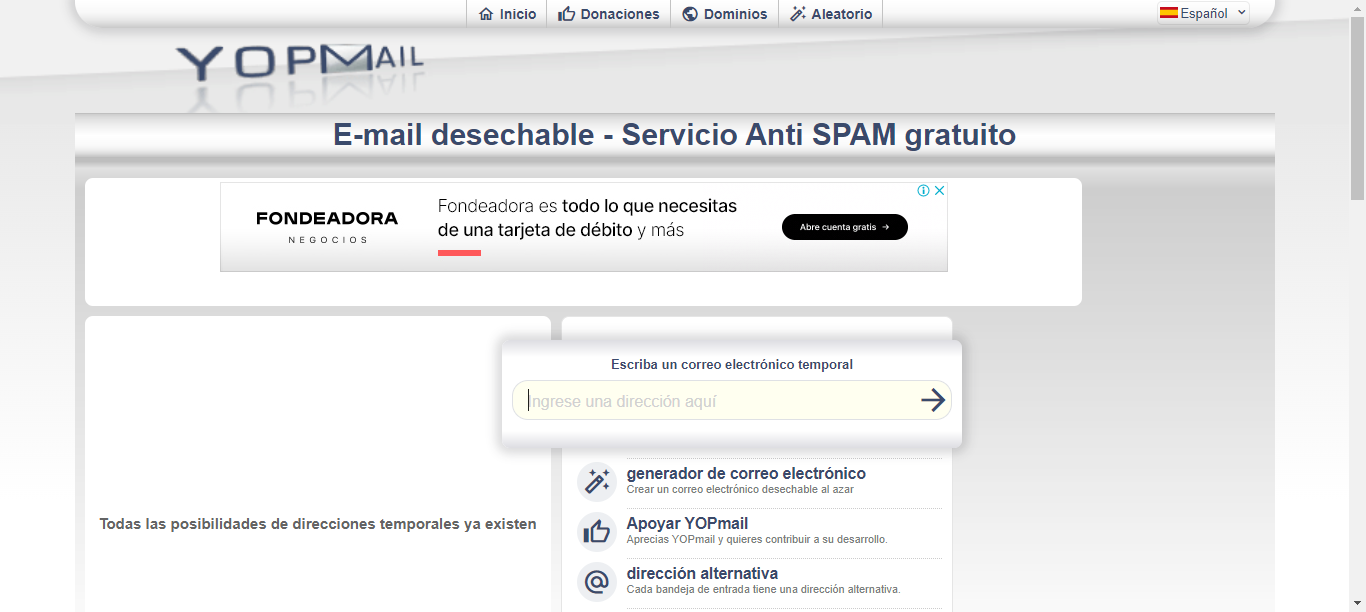 Inicio
Donaciones
Dominios
Aleatorio
Español
YOPMAIL
E-mail desechable - Servicio Anti SPAM gratuito
FONDEADORA
NEGOCIOS
Fondeadora es todo lo que necesitas
de una tarjeta de débito y más
Abre cuenta gratis →
Escriba un correo electrónico temporal
Ingrese una dirección aquí
Todas las posibilidades de direcciones temporales ya existen
generador de correo electrónico
Crear un correo electrónico desechable al azar
Apoyar YOPmail
Aprecias YOPmail y quieres contribuir a su desarrollo.
dirección alternativa
Cada bandeja de entrada tiene una dirección alternativa.